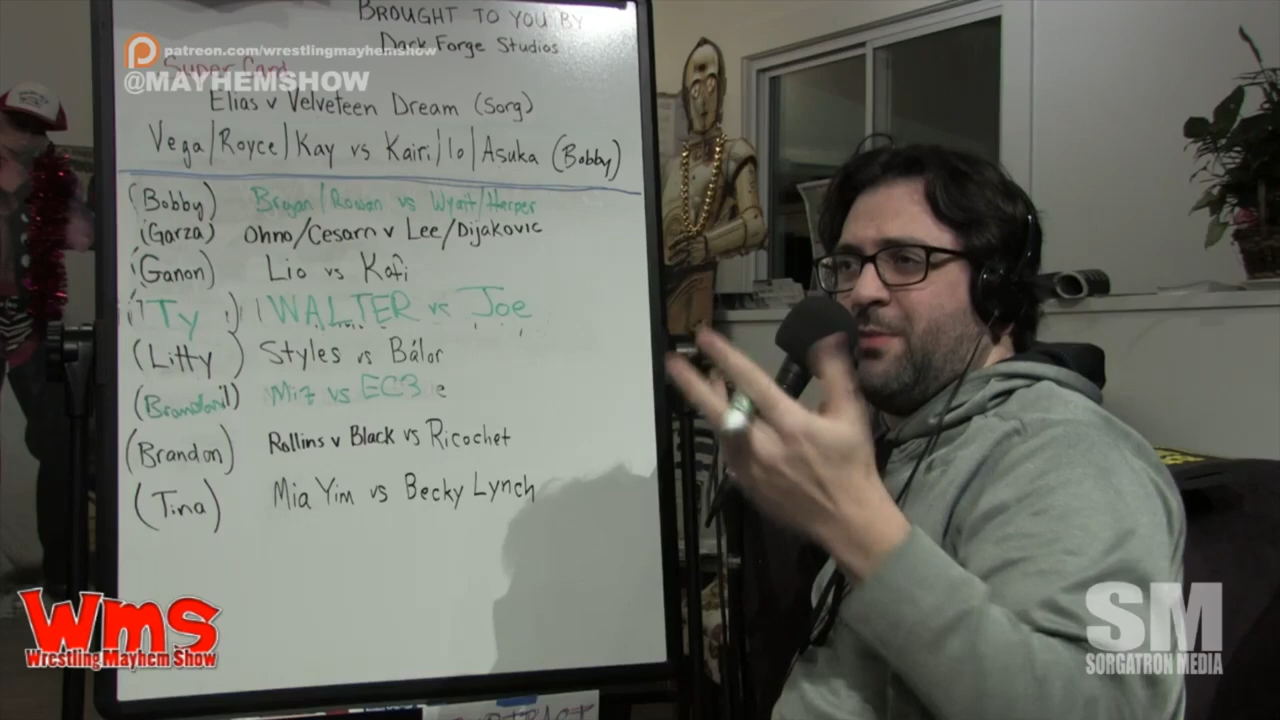 BROUGHT TO YOU BY
Dark Forge Studios
patreon.com/wrestlingmayhemshow
Super Card
@MAYHEMSHOW
Elias v Velveteen Dream (Sorg)
Vega/Royce/Kay vs Kairi/Io/Asuka (Bobby)
(Bobby) Bryan/Rowan vs Wyatt/Harper
(Garza) Ohno/Cesaro v Lee/Dijakovic
(Ganon) Lio vs Kofi
(Ty) WALTER vs Joe
(Litty) Styles vs Bálor
Miz vs EC3
(Brandon) Rollins v Black vs Ricochet
(Tina) Mia Yim vs Becky Lynch
WMS
Wrestling Mayhem Show
SM
SORGATRON MEDIA